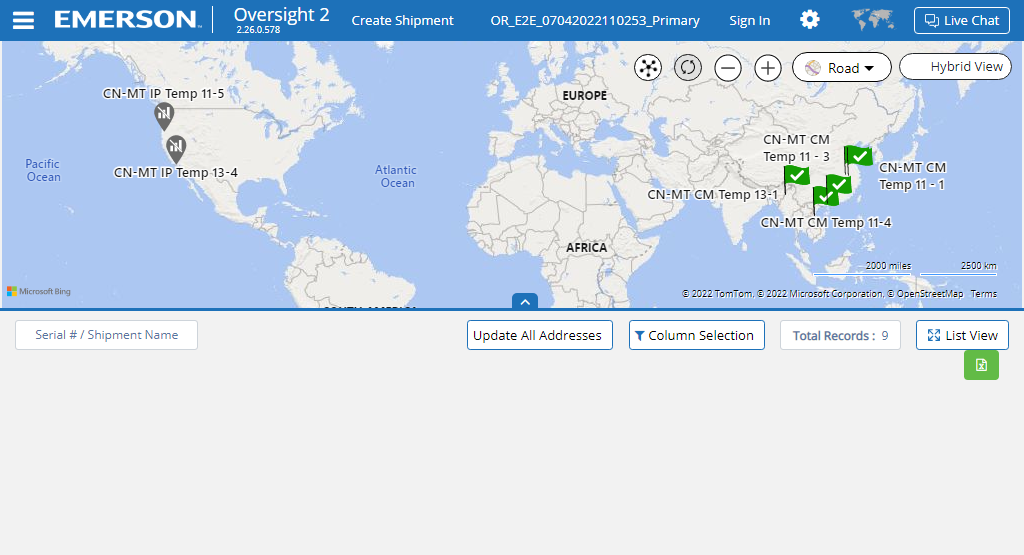 EMERSON Oversight 2 Create Shipment OR_E2E_07042022110253_Primary Sign In Live Chat
2.26.0.578
Road Hybrid View
CN-MT IP Temp 11-5
EUROPE
CN-MT CM
Temp 11 - 3
Pacific
Ocean
CN-MT IP Temp 13-4
Atlantic
Ocean
CN-MT CM
Temp 11 - 1
CN-MT CM Temp 13-1
CN-MT CM Temp 11-4
AFRICA
2000 miles 2500 km
Microsoft Bing
© 2022 TomTom, © 2022 Microsoft Corporation, © OpenStreetMap Terms
Serial # / Shipment Name Update All Addresses Column Selection Total Records : 9 List View